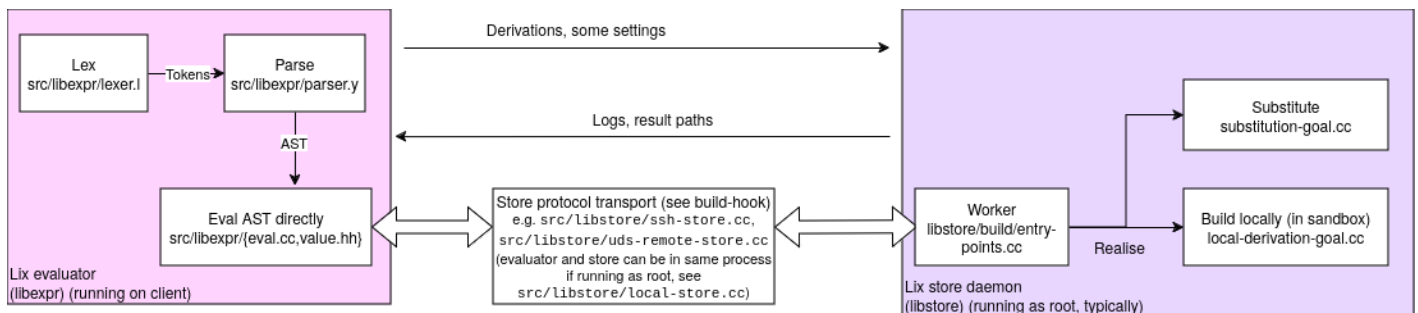 Lex
src/libexpr/lexer.l
Tokens
Parse
src/libexpr/parser.y
AST
Eval AST directly
src/libexpr/{eval.cc,value.hh}
Lix evaluator
(libexpr) (running on client)
Derivations, some settings
Logs, result paths
Store protocol transport (see build-hook)
e.g. src/libstore/ssh-store.cc,
src/libstore/uds-remote-store.cc
(evaluator and store can be in same process
if running as root, see
src/libstore/local-store.cc)
Worker
libstore/build/entry-
points.cc
Realise
Substitute
substitution-goal.cc
Build locally (in sandbox)
local-derivation-goal.cc
Lix store daemon
(libstore) (running as root, typically)